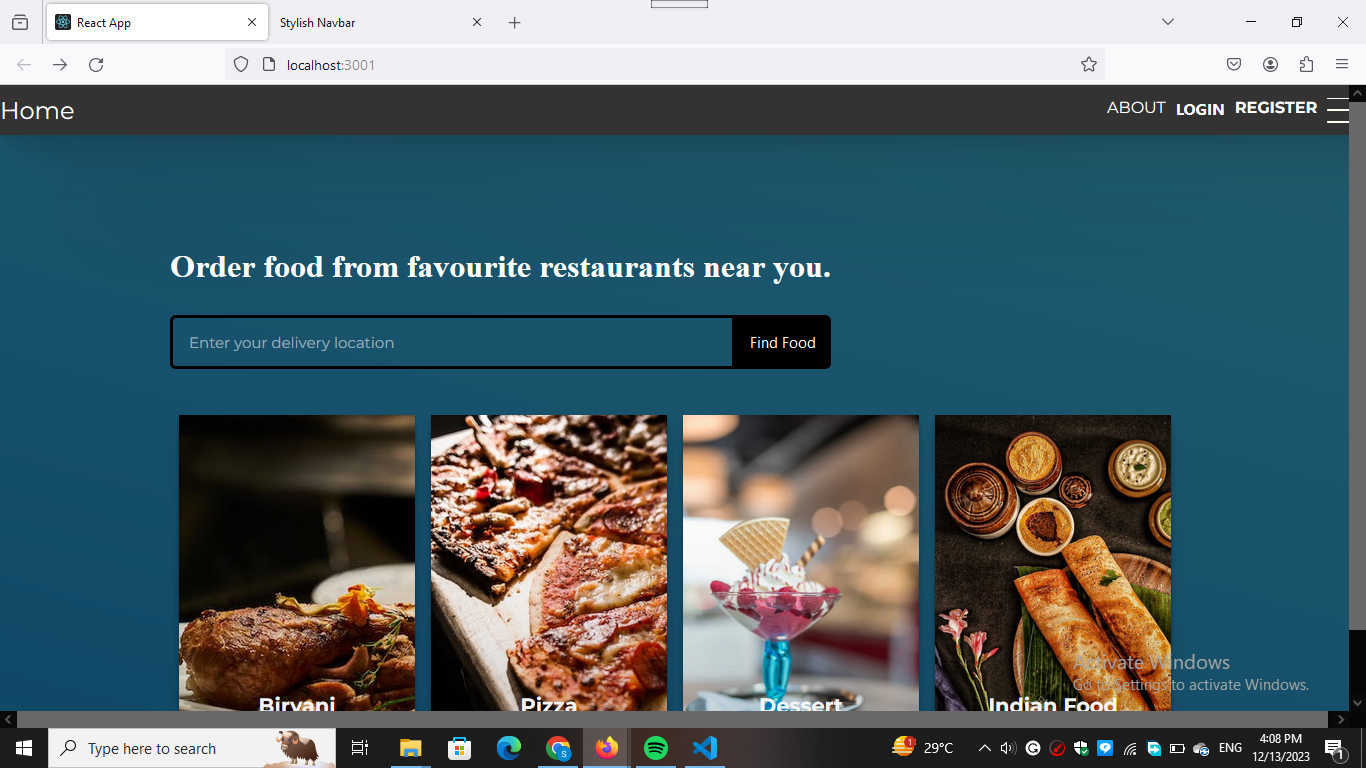 React App
Stylish Navbar
localhost:3001
Home
ABOUT
LOGIN
REGISTER
Order food from favourite restaurants near you.
Enter your delivery location
Find Food
Biryani
Pizza
Dessert
Indian Food
Activate Windows
Go to Settings to activate Windows.
Type here to search
1
29°C
ENG
4:08 PM
12/13/2023
1